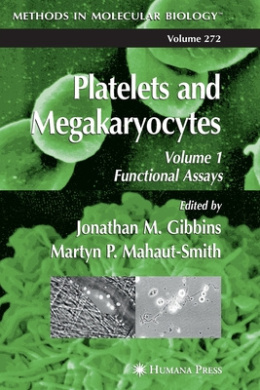 METHODS IN MOLECULAR BIOLOGY™
Volume 272
Platelets and
Megakaryocytes
Volume 1
Functional Assays
Edited by
Jonathan M. Gibbins
Martyn P. Mahaut-Smith
HUMANA PRESS